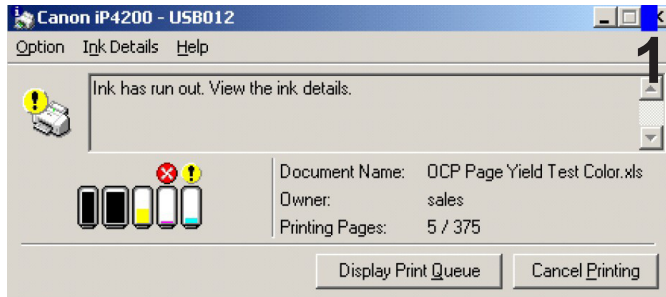 Canon iP4200 - USB012
Option Ink Details Help
1
Ink has run out. View the ink details.
Document Name: OCP Page Yield Test Color.xls
Owner: sales
Printing Pages: 5 / 375
Display Print Queue Cancel Printing